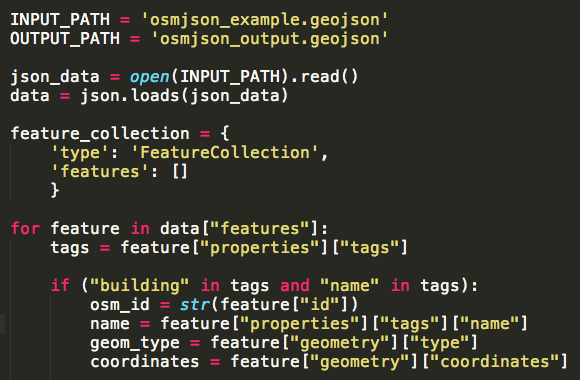 INPUT_PATH = 'osmjson_example.geojson'
OUTPUT_PATH = 'osmjson_output.geojson'
json_data = open(INPUT_PATH).read()
data = json.loads(json_data)
feature_collection = {
    'type': 'FeatureCollection',
    'features': []
    }
for feature in data["features"]:
    tags = feature["properties"]["tags"]
    if ("building" in tags and "name" in tags):
        osm_id = str(feature["id"])
        name = feature["properties"]["tags"]["name"]
        geom_type = feature["geometry"]["type"]
        coordinates = feature["geometry"]["coordinates"]